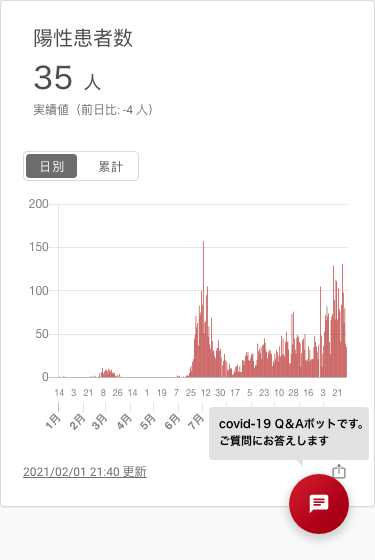 陽性患者数
35 人
実績値（前日比: -4 人）
日別 累計
200
150
100
50
0
14 3 21 8 26 14 1 19 7 25 12 30 17 5 23 10 28 16 3 21
1月 2月 3月 4月 5月 6月 7月
covid-19 Q&Aボットです。
ご質問にお答えします
2021/02/01 21:40 更新